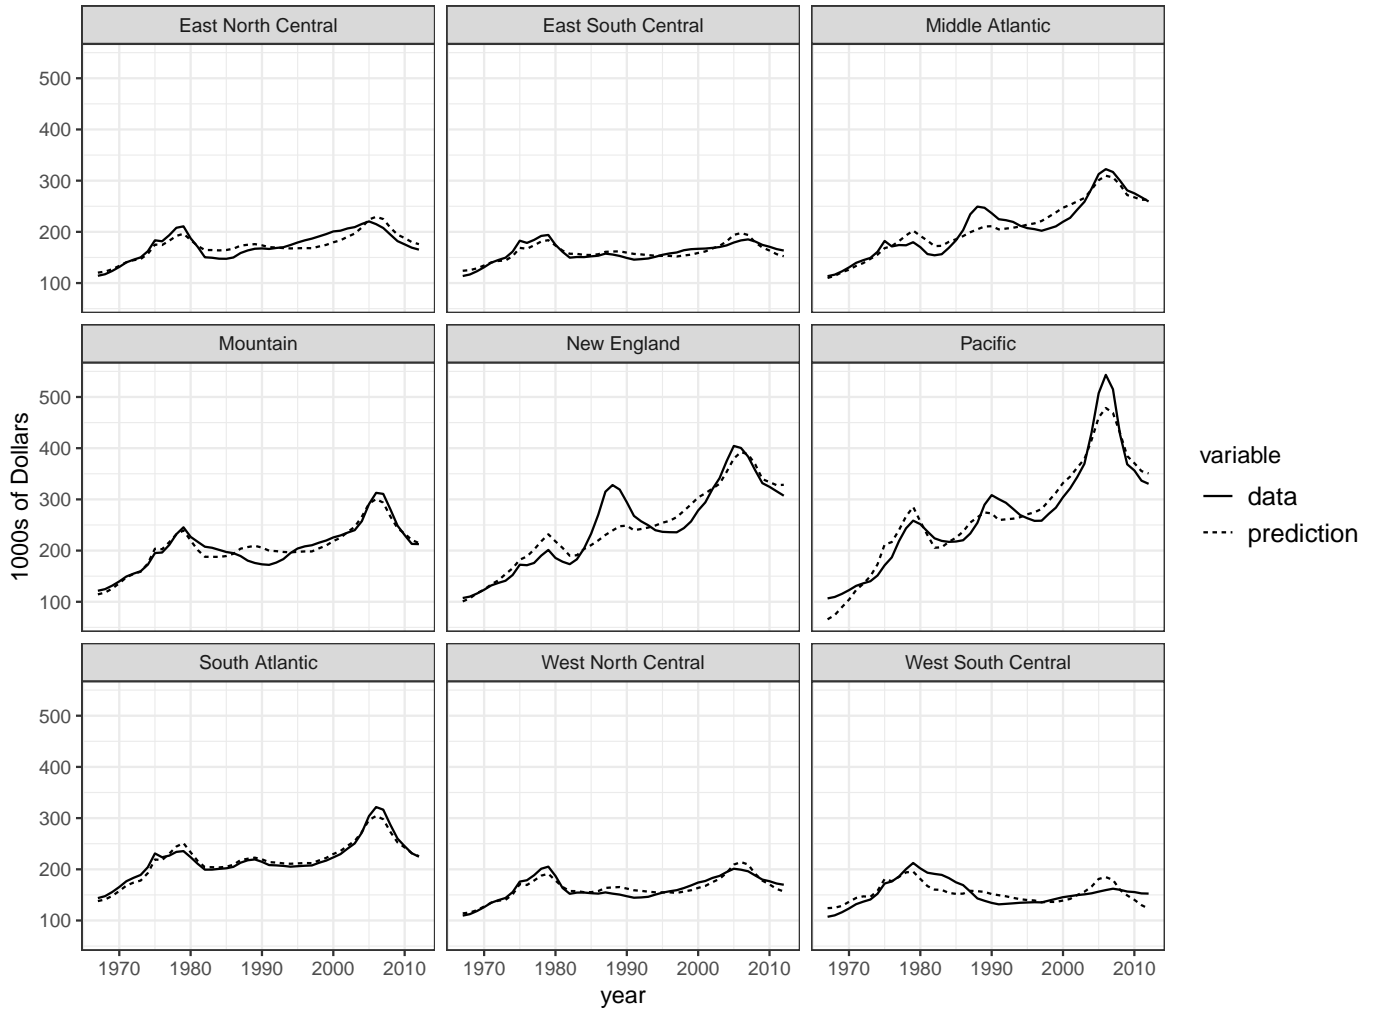 East North Central
East South Central
Middle Atlantic
500
400
300
200
100
Mountain
New England
Pacific
500
400
300
200
100
South Atlantic
West North Central
West South Central
500
400
300
200
100
1970 1980 1990 2000 2010
1970 1980 1990 2000 2010
1970 1980 1990 2000 2010
year
1000s of Dollars
variable
data
prediction